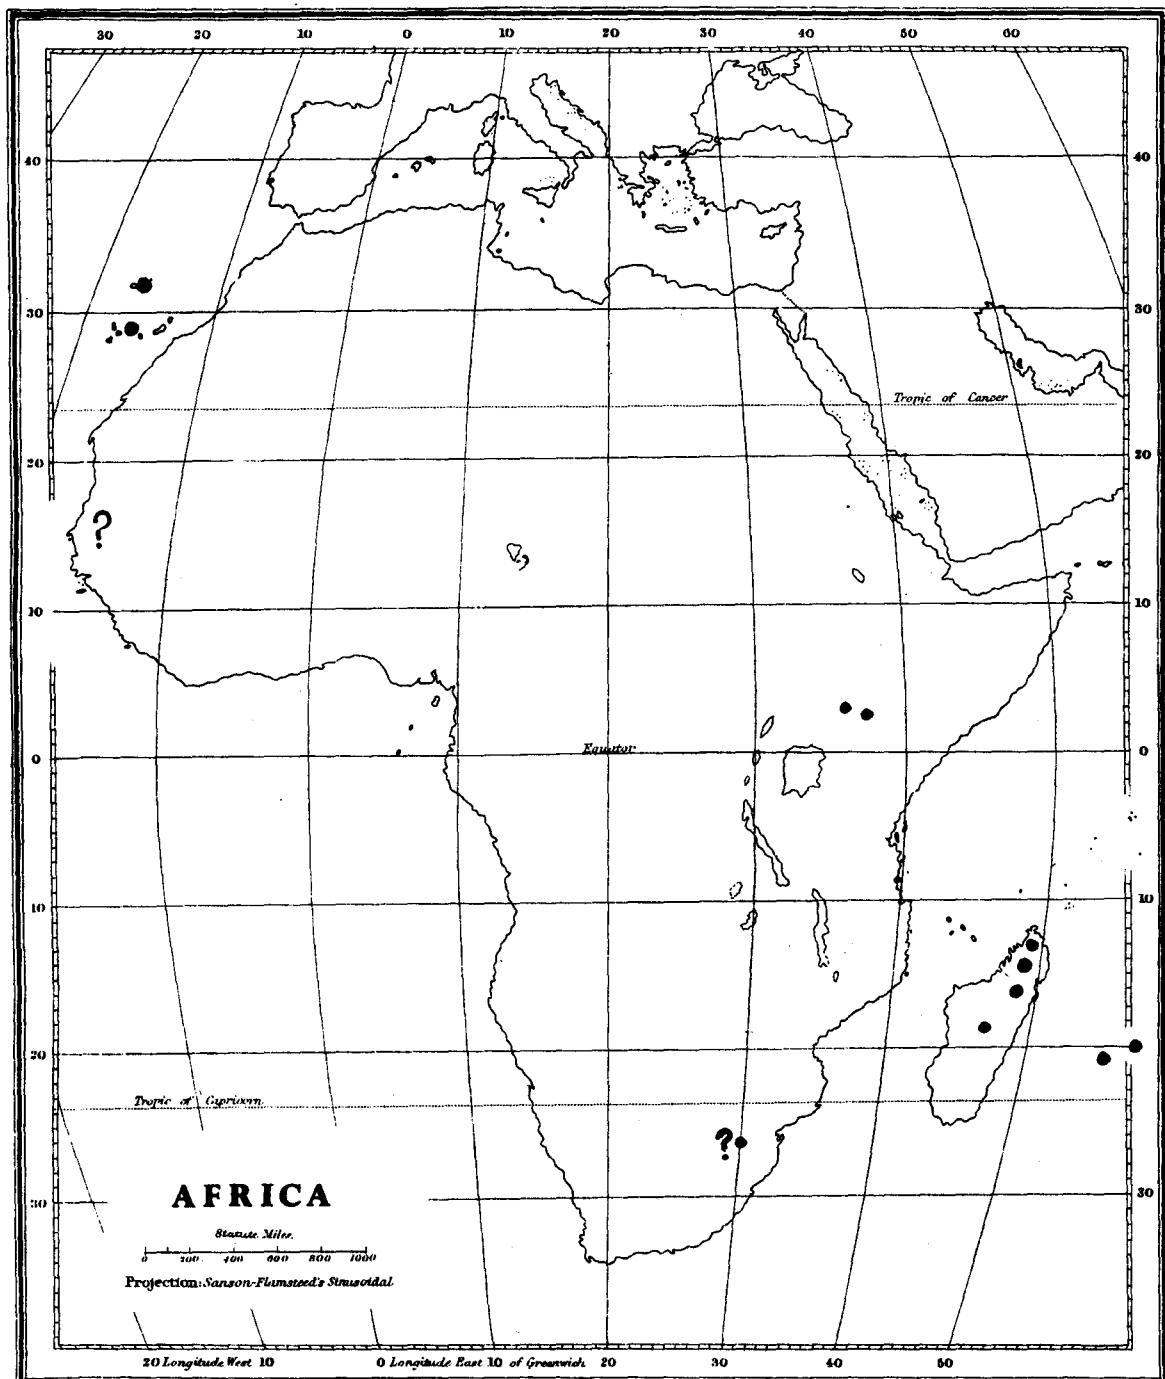 30 20 10 0 10 20 30 40 50 60
40 40
30 30
Tropic of Cancer
20 20
?
10 10
Equator
0 0
10 10
20 20
Tropic of Capricorn
?
30 30
AFRICA
Statute Miles.
0 200 400 600 800 1000
Projection: Sanson-Flamsteed's Sinusoidal
20 Longitude West 10 0 Longitude East 10 of Greenwich 20 30 40 50